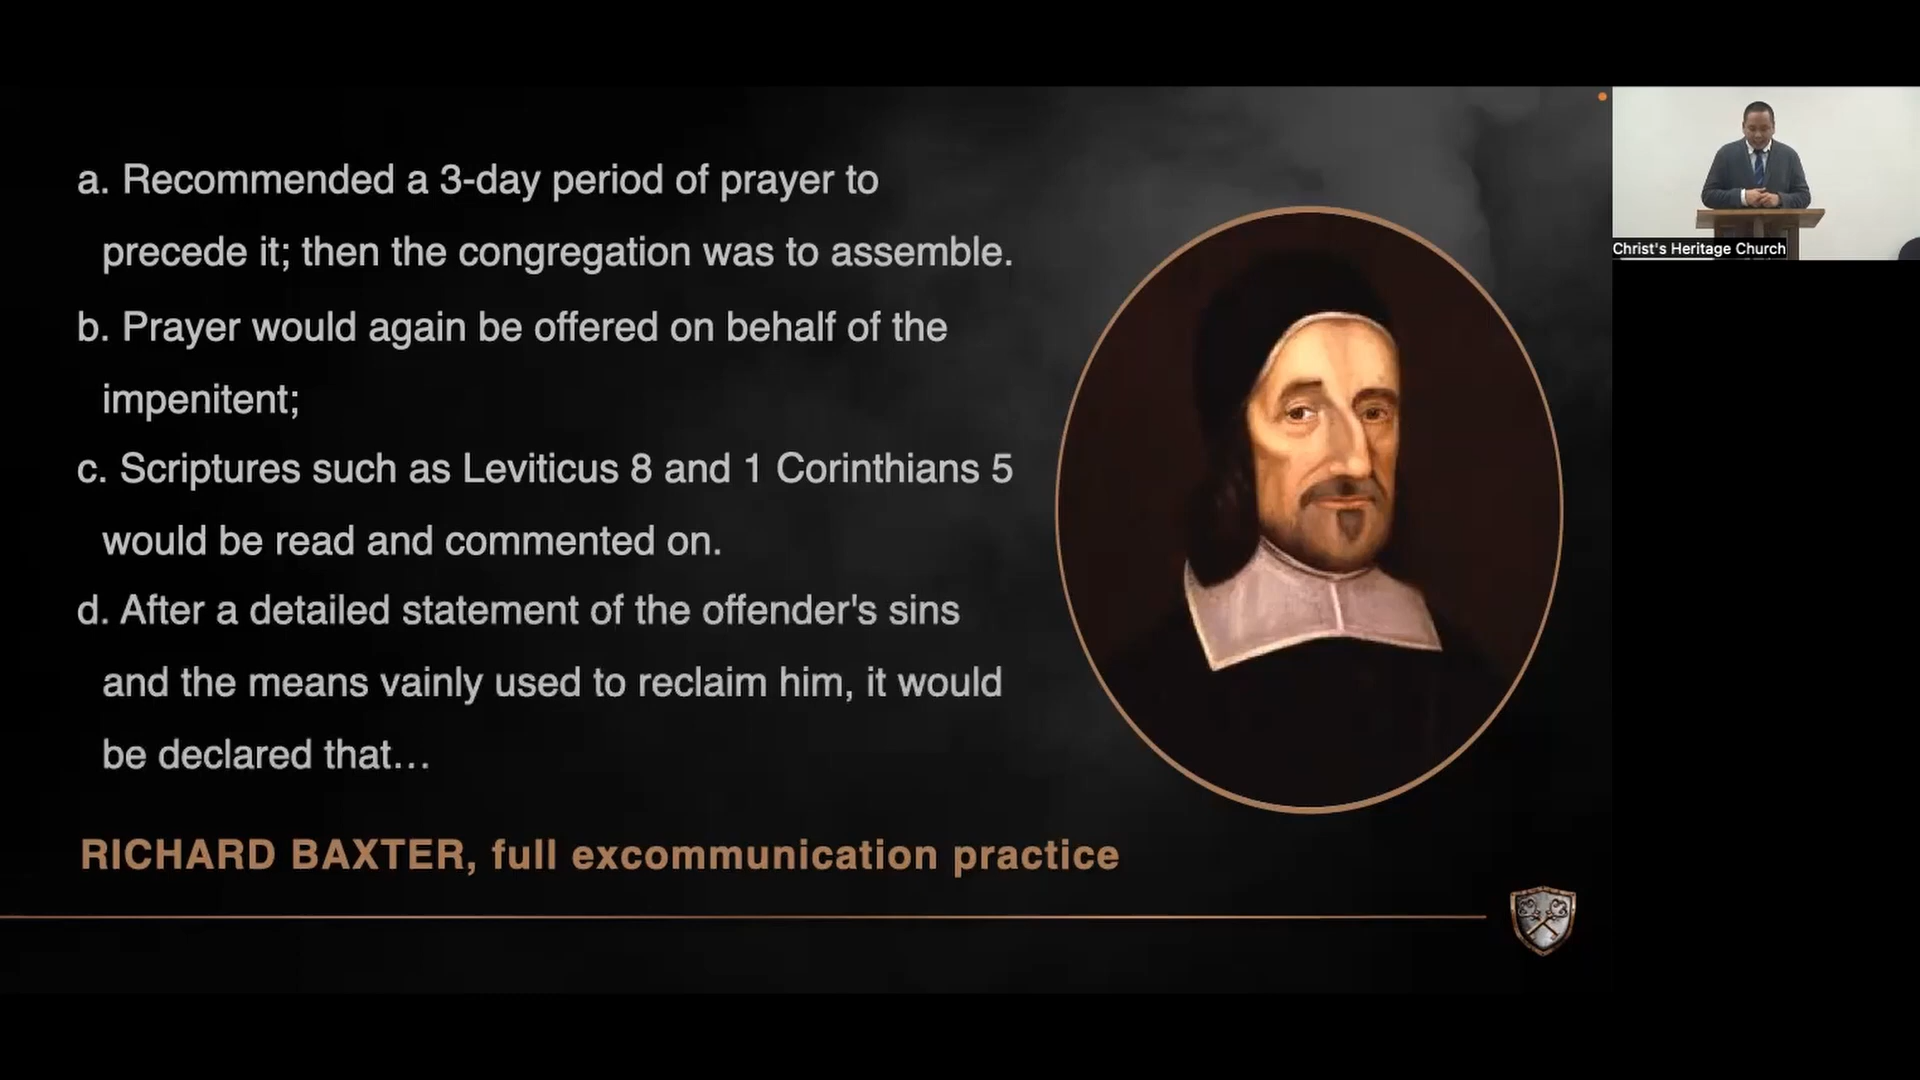 a. Recommended a 3-day period of prayer to
precede it; then the congregation was to assemble.
b. Prayer would again be offered on behalf of the
impenitent;
c. Scriptures such as Leviticus 8 and 1 Corinthians 5
would be read and commented on.
d. After a detailed statement of the offender's sins
and the means vainly used to reclaim him, it would
be declared that…
RICHARD BAXTER, full excommunication practice
Christ's Heritage Church